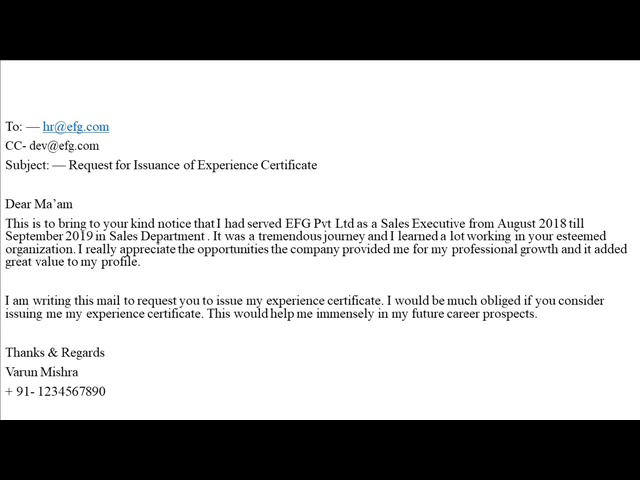 To: — hr@efg.com
CC- dev@efg.com
Subject: — Request for Issuance of Experience Certificate
Dear Ma'am
This is to bring to your kind notice that I had served EFG Pvt Ltd as a Sales Executive from August 2018 till
September 2019 in Sales Department . It was a tremendous journey and I learned a lot working in your esteemed
organization. I really appreciate the opportunities the company provided me for my professional growth and it added
great value to my profile.
I am writing this mail to request you to issue my experience certificate. I would be much obliged if you consider
issuing me my experience certificate. This would help me immensely in my future career prospects.
Thanks & Regards
Varun Mishra
+ 91- 1234567890